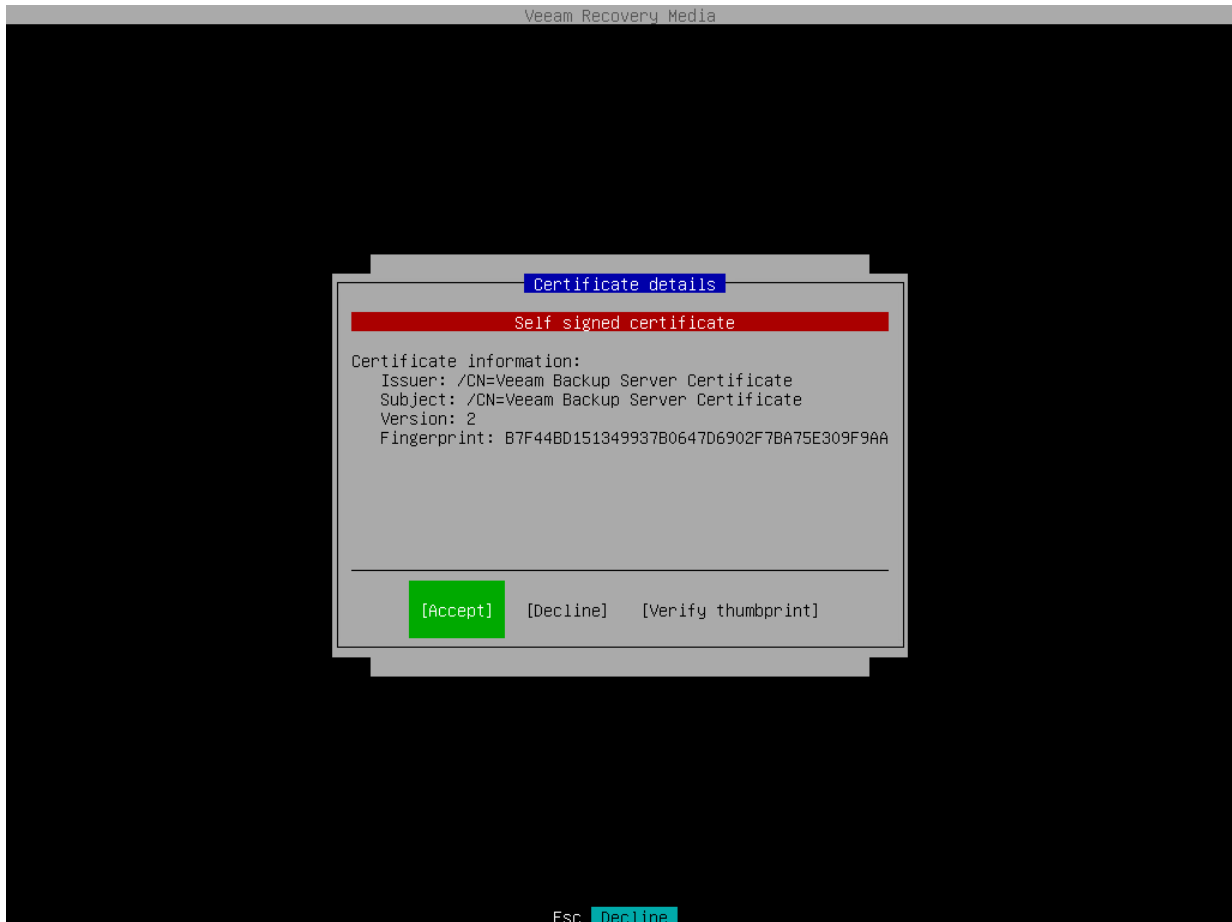 Veeam Recovery Media
Certificate details
Self signed certificate
Certificate information:
Issuer: /CN=Veeam Backup Server Certificate
Subject: /CN=Veeam Backup Server Certificate
Version: 2
Fingerprint: B7F44BD151349937B0647D6902F7BA75E309F9AA
[Accept] [Decline] [Verify thumbprint]
Esc Decline